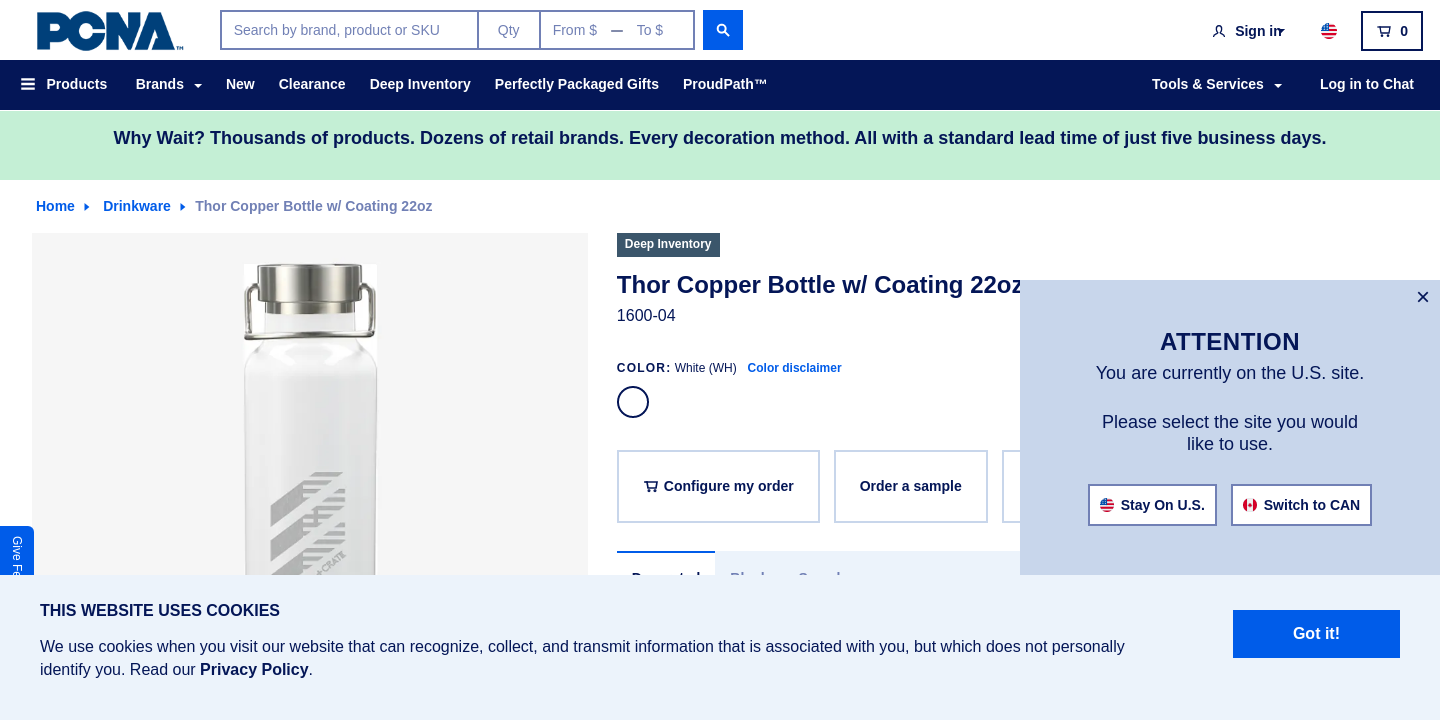 PCNA™
Search by brand, product or SKU
Qty
From $ — To $
Sign in
0
Products
Brands
New
Clearance
Deep Inventory
Perfectly Packaged Gifts
ProudPath™
Tools & Services
Log in to Chat
Why Wait? Thousands of products. Dozens of retail brands. Every decoration method. All with a standard lead time of just five business days.
Home
Drinkware
Thor Copper Bottle w/ Coating 22oz
Deep Inventory
Thor Copper Bottle w/ Coating 22oz
1600-04
COLOR: White (WH) Color disclaimer
Configure my order
Order a sample
×
ATTENTION
You are currently on the U.S. site.
Please select the site you would
like to use.
Stay On U.S.
Switch to CAN
Give
THIS WEBSITE USES COOKIES
We use cookies when you visit our website that can recognize, collect, and transmit information that is associated with you, but which does not personally
identify you. Read our Privacy Policy.
Got it!